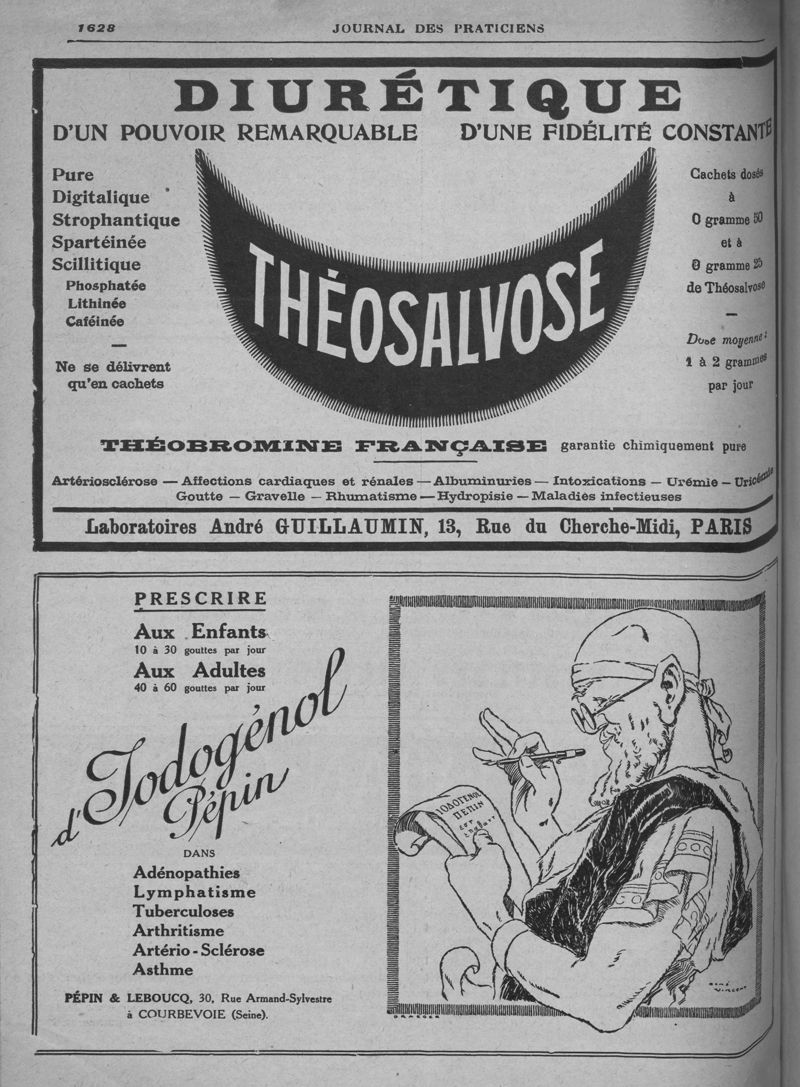 1628
JOURNAL DES PRATICIENS
DIURÉTIQUE
D'UN POUVOIR REMARQUABLE D'UNE FIDÉLITÉ CONSTANTE
Pure
Digitalique
Strophantique
Spartéinée
Scillitique
Phosphatée
Lithinée
Caféinée
—
Ne se délivrent
qu'en cachets
THÉOSALVOSE
Cachets dosés
à
0 gramme 50
et à
0 gramme 25
de Théosalvose
—
Dose moyenne :
1 à 2 grammes
par jour
THÉOBROMINE FRANÇAISE garantie chimiquement pure
Artériosclérose — Affections cardiaques et rénales — Albuminuries — Intoxications — Urémie — Uricémie
Goutte — Gravelle — Rhumatisme — Hydropisie — Maladies infectieuses
Laboratoires André GUILLAUMIN, 13, Rue du Cherche-Midi, PARIS
PRESCRIRE
Aux Enfants
10 à 30 gouttes par jour
Aux Adultes
40 à 60 gouttes par jour
d'Iodogénol
Pépin
DANS
Adénopathies
Lymphatisme
Tuberculoses
Arthritisme
Artério-Sclérose
Asthme
PÉPIN & LEBOUCQ, 30, Rue Armand-Sylvestre
à COURBEVOIE (Seine).
ΙΟΔΟΓΕΝΟΛ
ΠΕΠΙΝ
RENÉ
VINCENT
DRAEGER